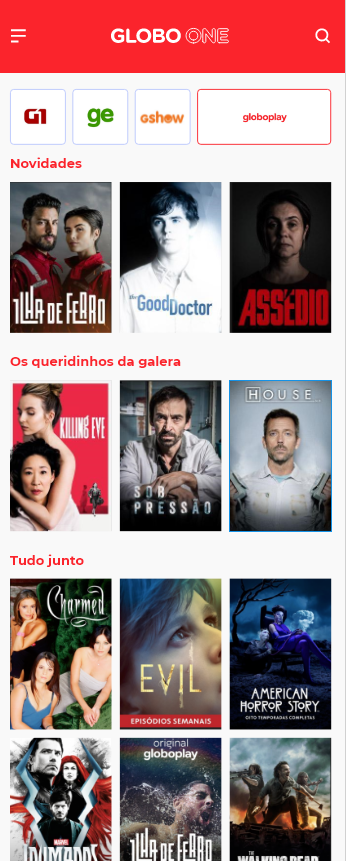 GLOBO ONE
G1
ge
gshow
globoplay
Novidades
ILHA DE FERRO
the Good Doctor
ASSÉDIO
Os queridinhos da galera
KILLING EVE
SOB
PRESSÃO
HOUSE
Tudo junto
Charmed
EVIL
EPISÓDIOS SEMANAIS
AMERICAN
HORROR STORY
OITO TEMPORADAS COMPLETAS
MARVEL
INUMANOS
original
globoplay
ILHA DE FERRO
THE
WALKING DEAD